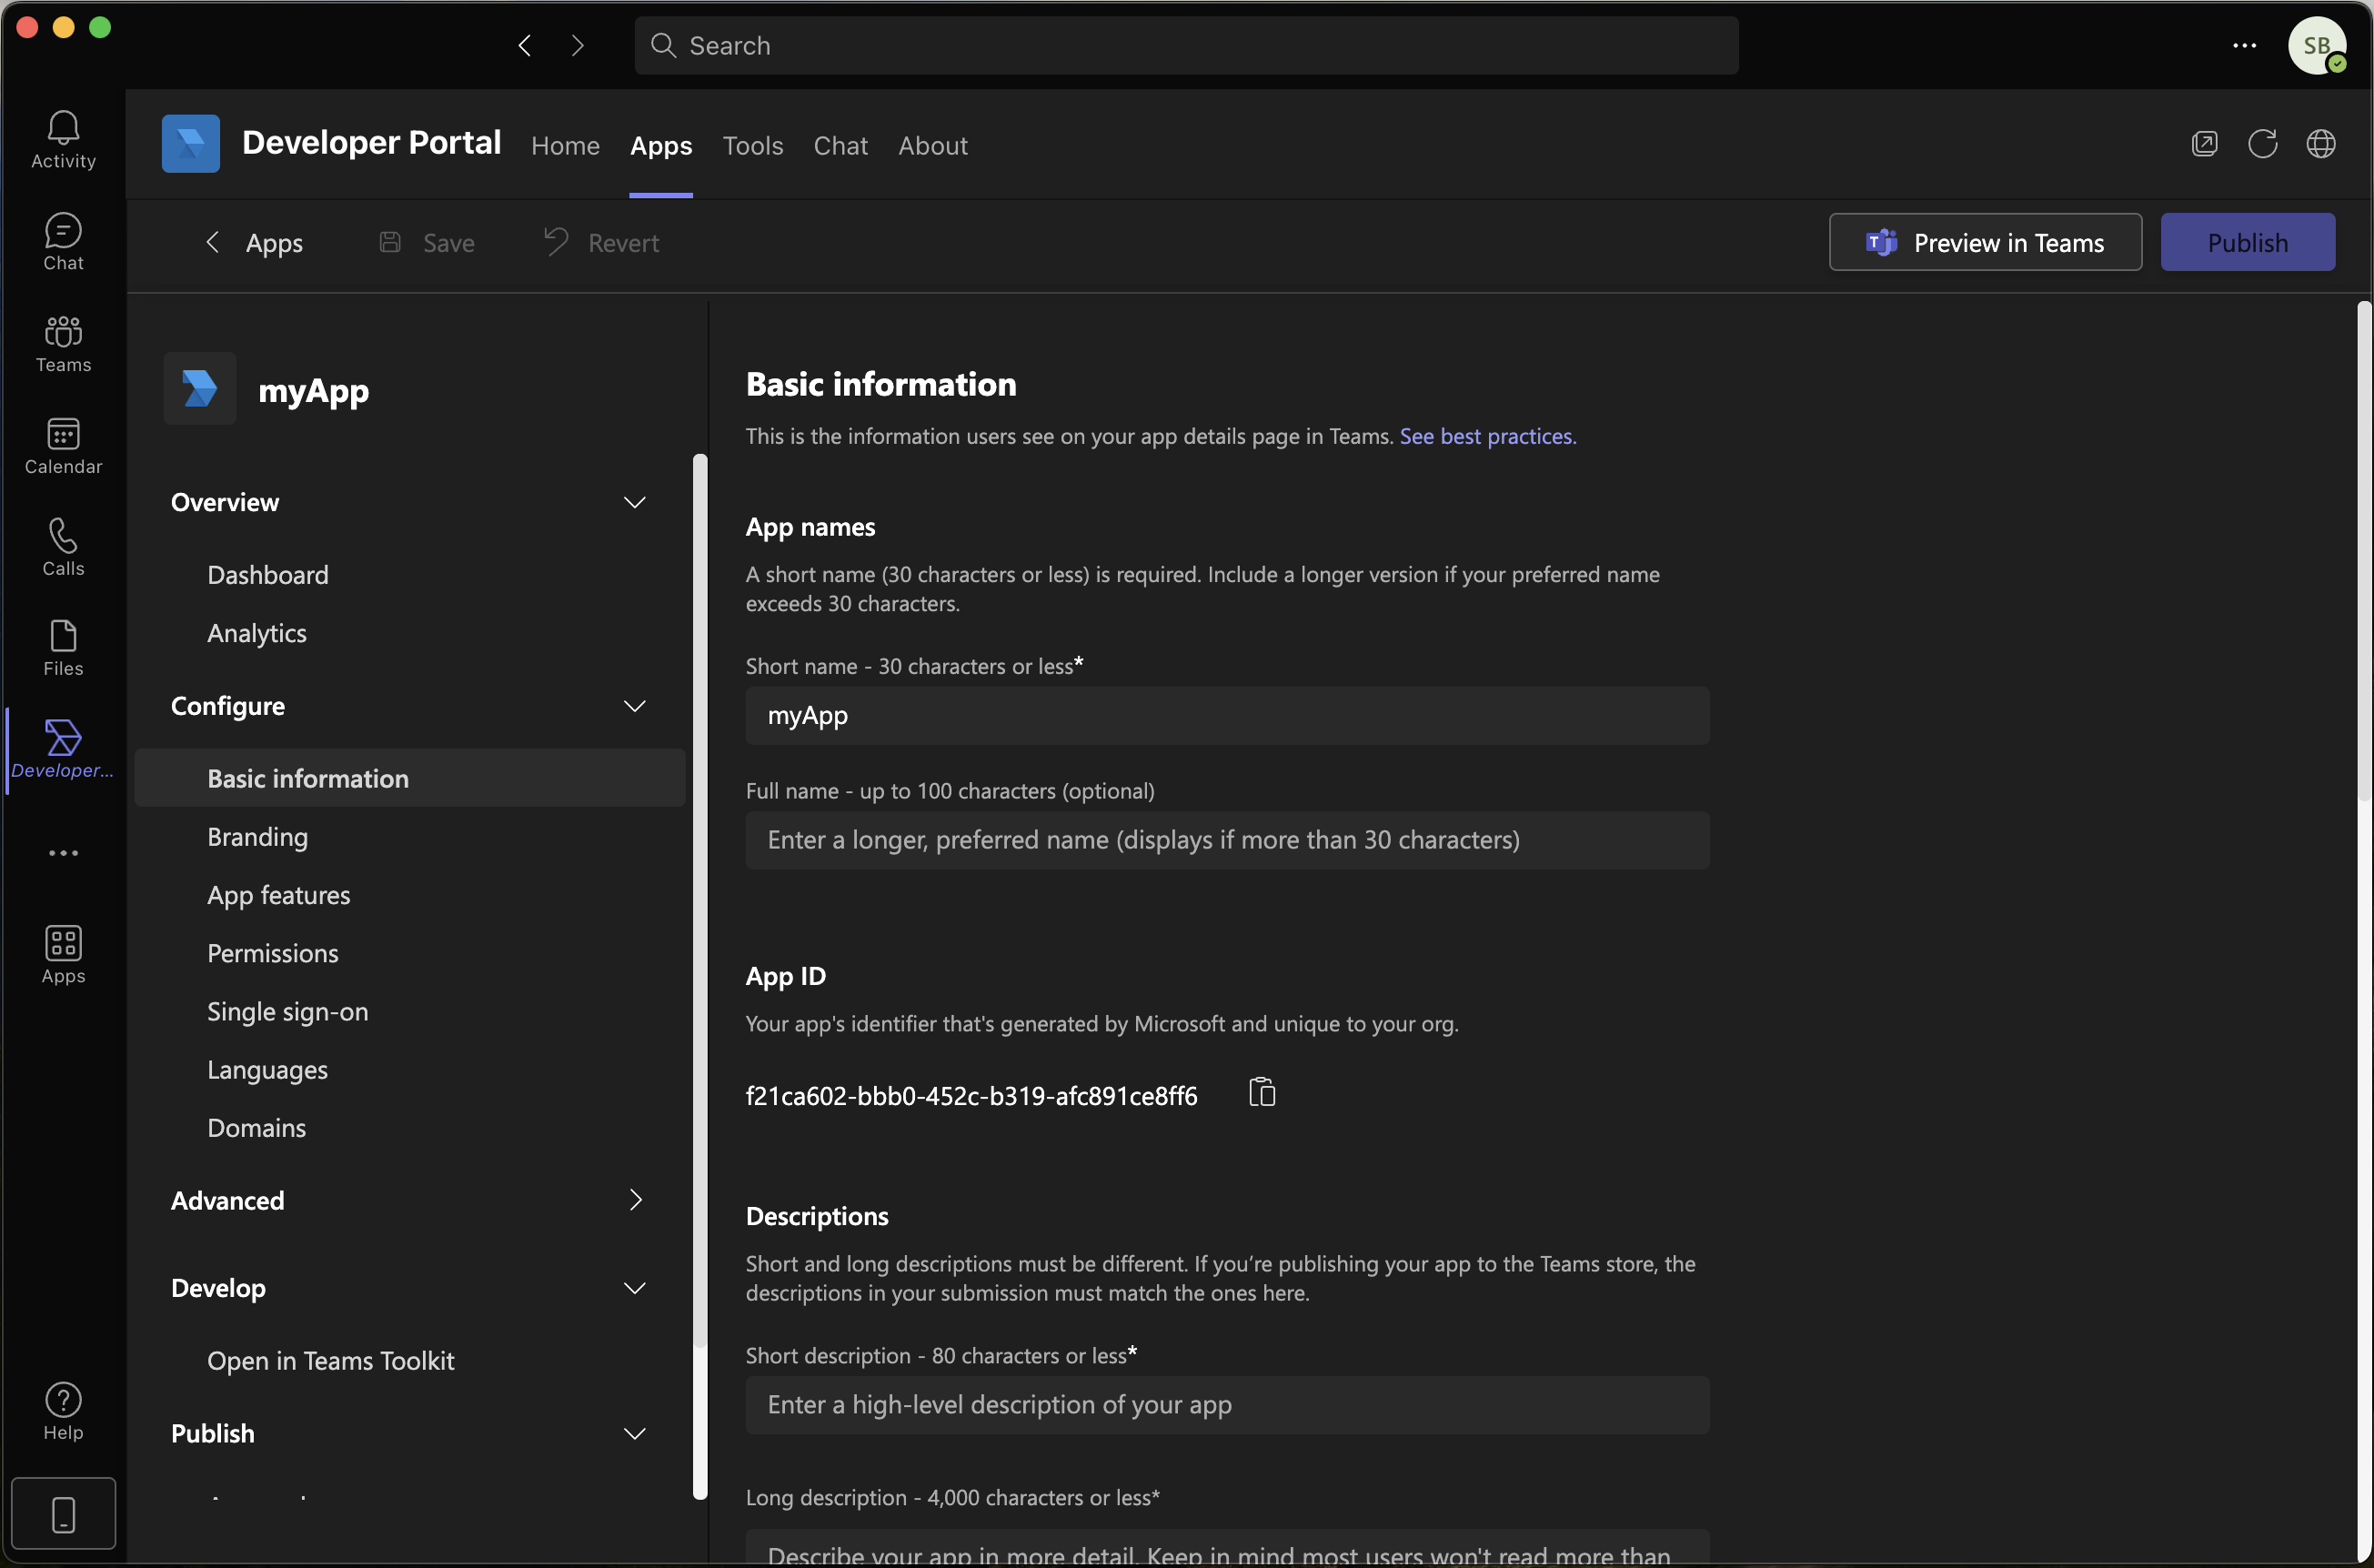 Search
SB
Activity
Chat
Teams
Calendar
Calls
Files
Developer...
Apps
Help
Developer Portal
Home
Apps
Tools
Chat
About
Apps
Save
Revert
Preview in Teams
Publish
myApp
Overview
Dashboard
Analytics
Configure
Basic information
Branding
App features
Permissions
Single sign-on
Languages
Domains
Advanced
Develop
Open in Teams Toolkit
Publish
Basic information
This is the information users see on your app details page in Teams. See best practices.
App names
A short name (30 characters or less) is required. Include a longer version if your preferred name
exceeds 30 characters.
Short name - 30 characters or less*
myApp
Full name - up to 100 characters (optional)
Enter a longer, preferred name (displays if more than 30 characters)
App ID
Your app's identifier that's generated by Microsoft and unique to your org.
f21ca602-bbb0-452c-b319-afc891ce8ff6
Descriptions
Short and long descriptions must be different. If you’re publishing your app to the Teams store, the
descriptions in your submission must match the ones here.
Short description - 80 characters or less*
Enter a high-level description of your app
Long description - 4,000 characters or less*
Describe your app in more detail. Keep in mind most users won't read more than